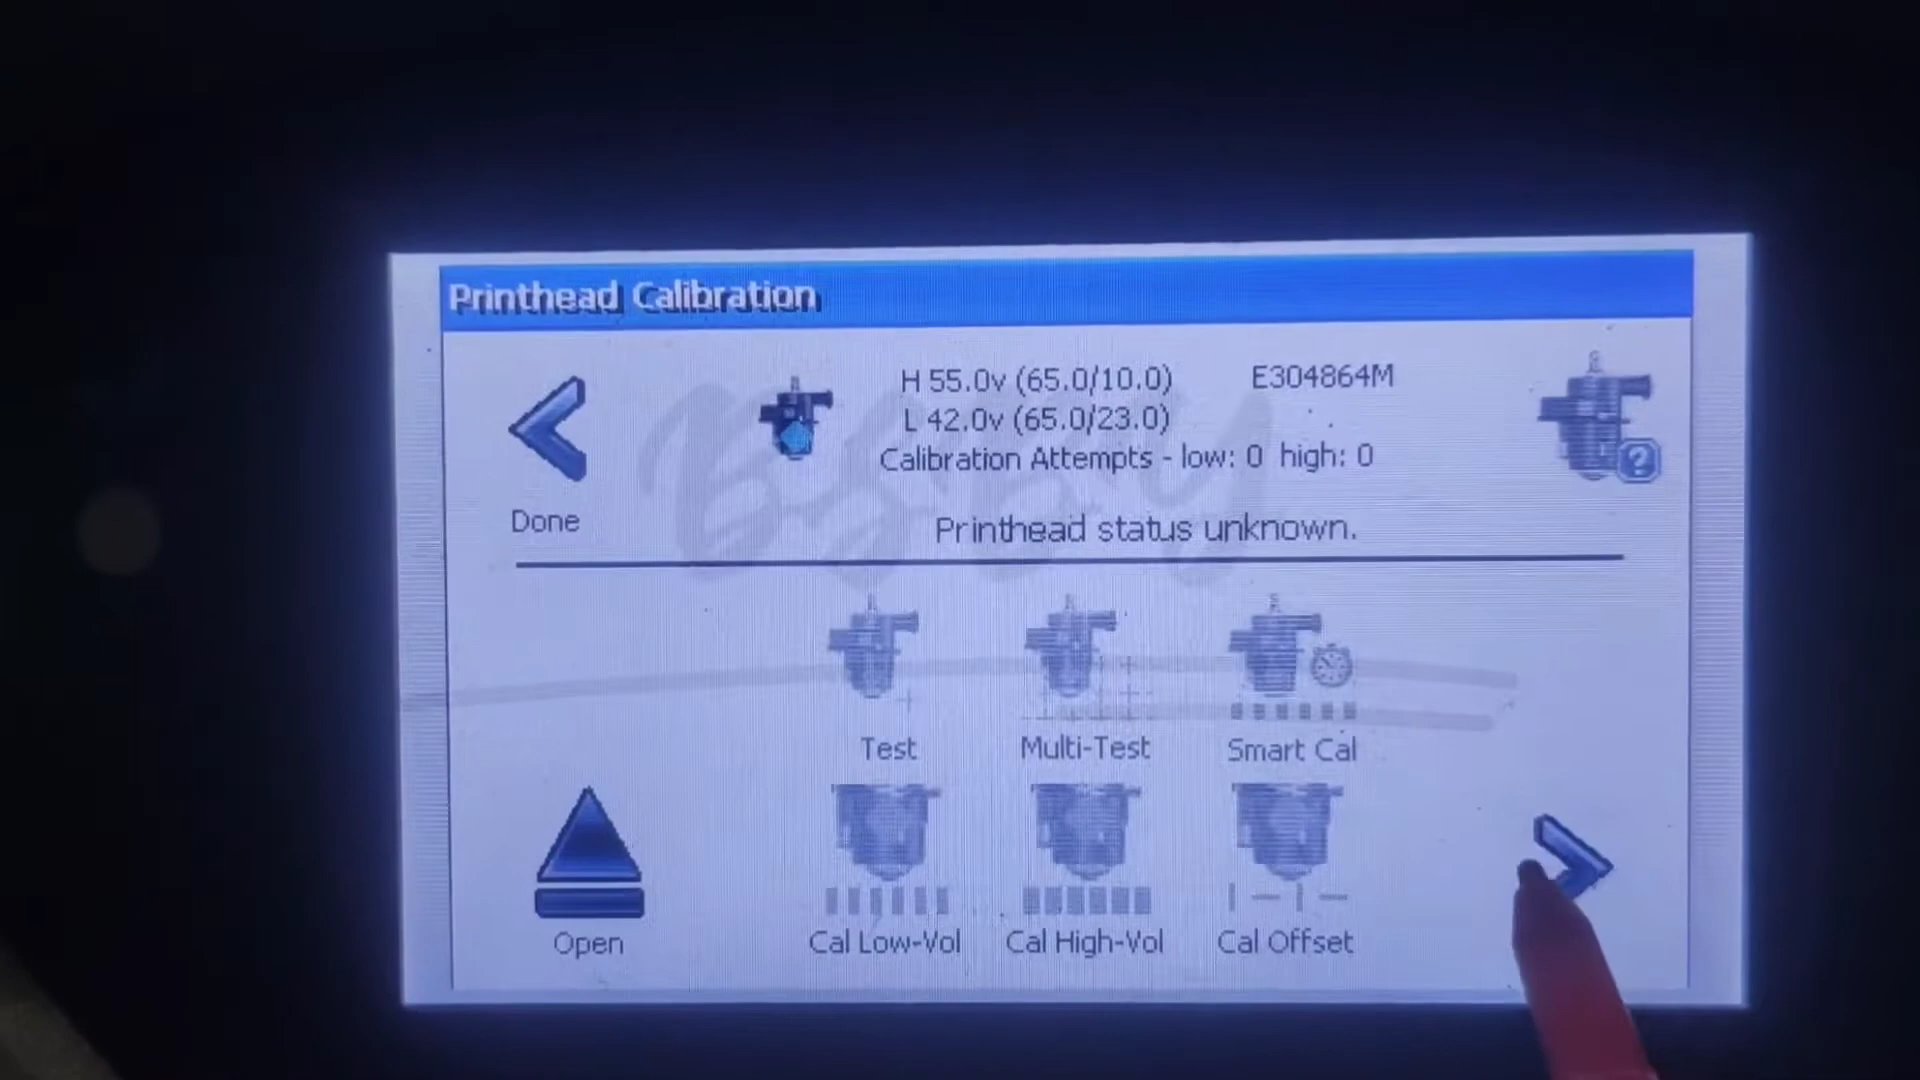 Printhead Calibration
H 55.0v (65.0/10.0)
E304864M
L 42.0v (65.0/23.0)
Calibration Attempts - low: 0 high: 0
Done
Printhead status unknown.
Test
Multi-Test
Smart Cal
Open
Cal Low-Vol
Cal High-Vol
Cal Offset